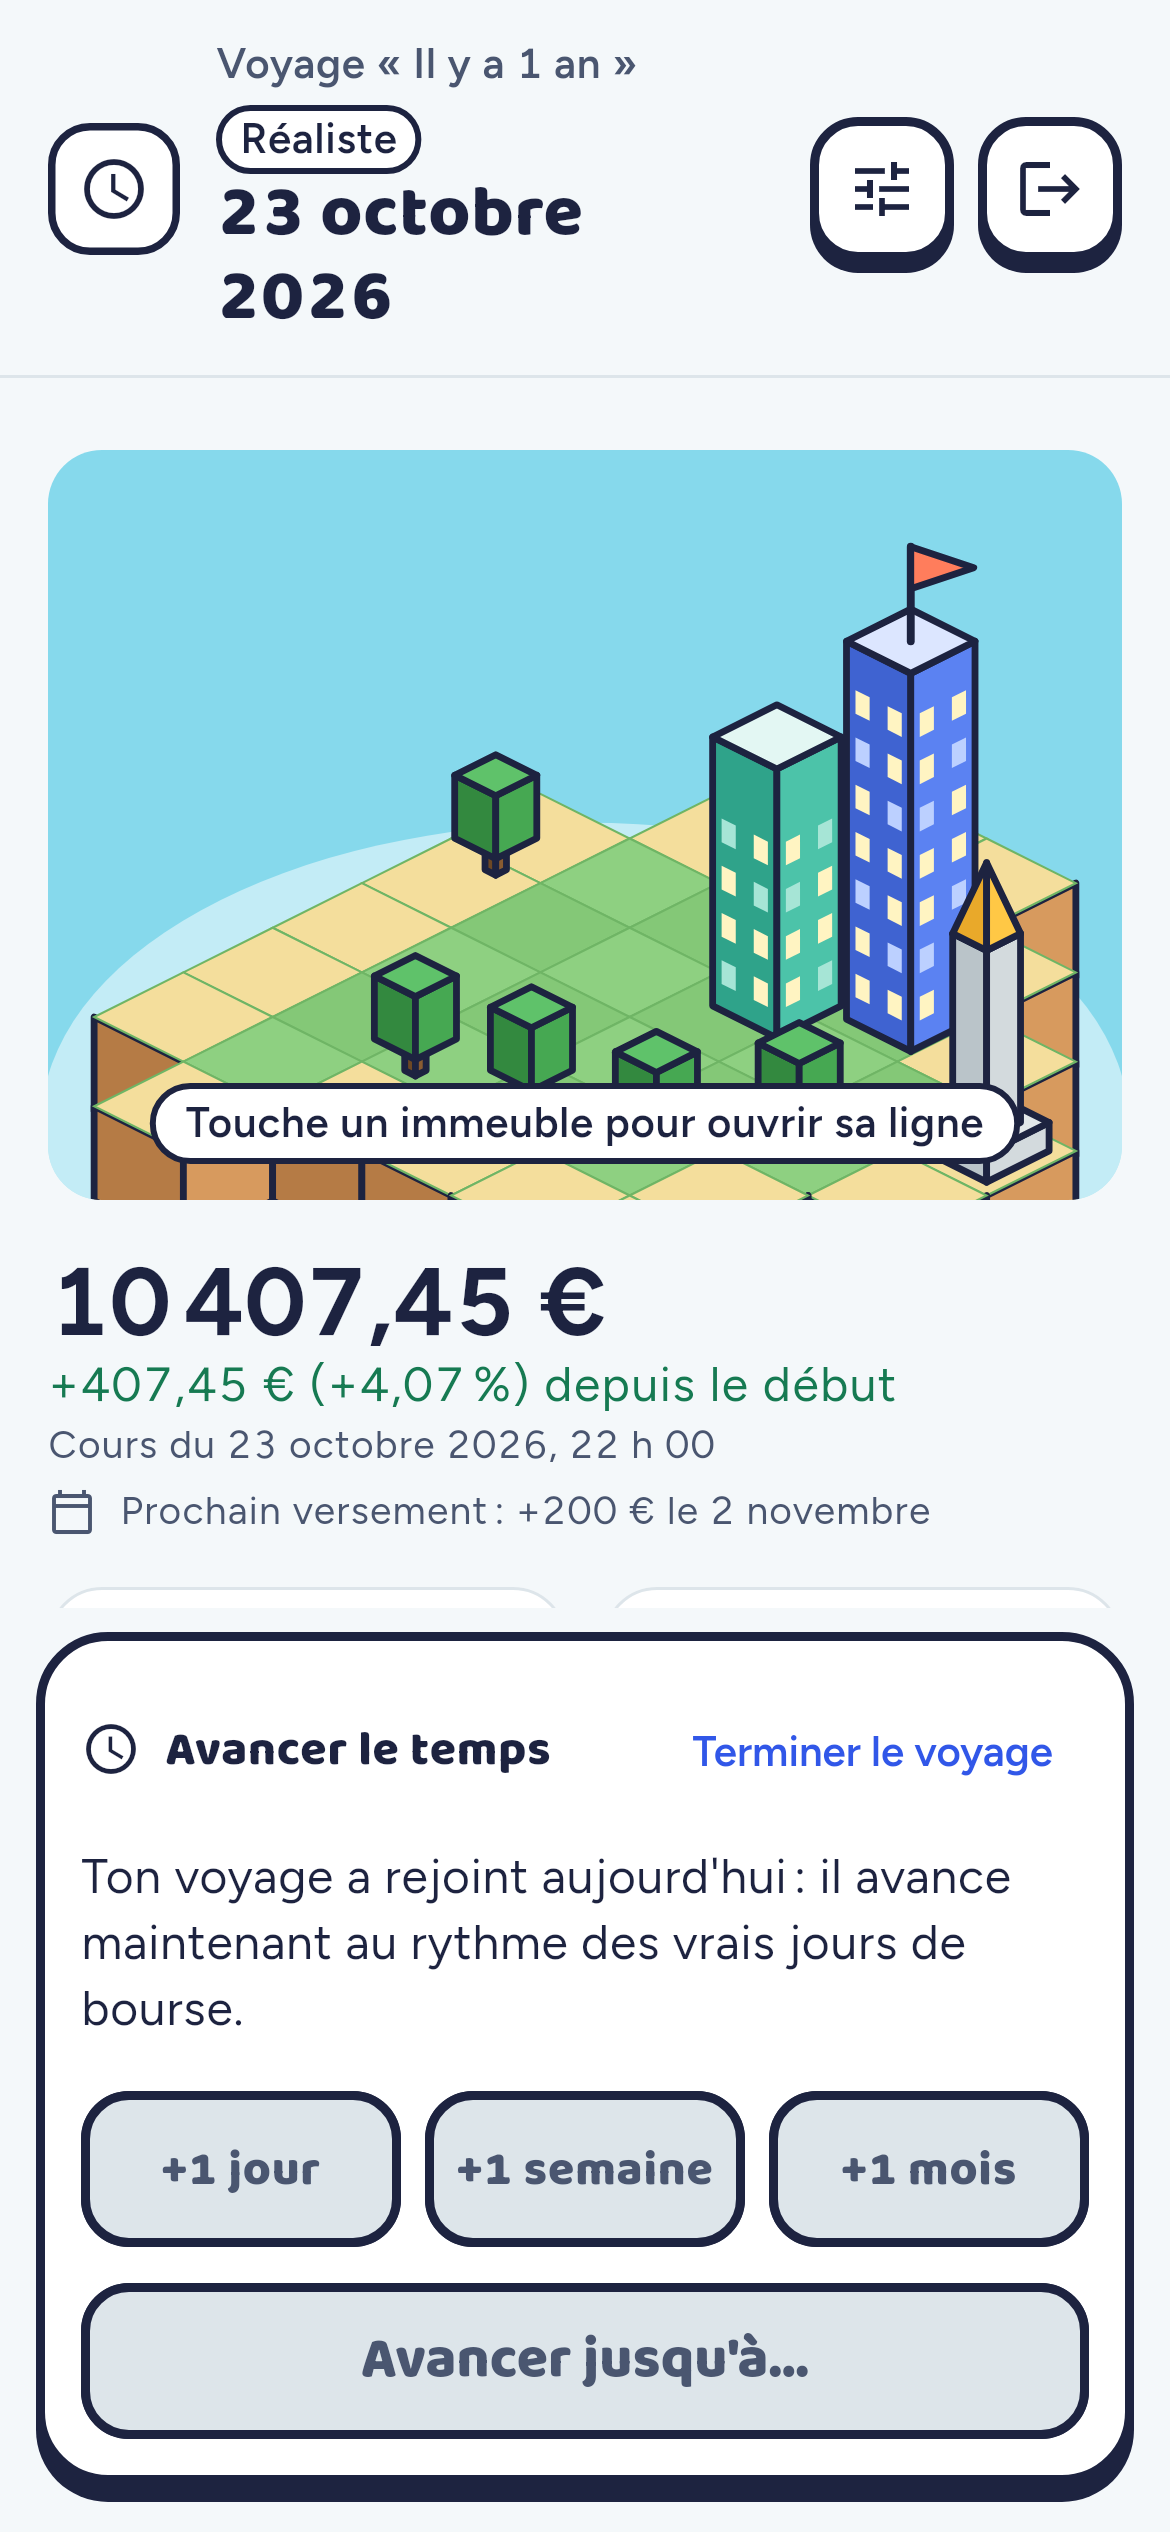 Voyage « Il y a 1 an »
Réaliste
23 octobre
2026
Touche un immeuble pour ouvrir sa ligne
10 407,45 €
+407,45 € (+4,07 %) depuis le début
Cours du 23 octobre 2026, 22 h 00
Prochain versement : +200 € le 2 novembre
Avancer le temps
Terminer le voyage
Ton voyage a rejoint aujourd'hui : il avance
maintenant au rythme des vrais jours de
bourse.
+1 jour
+1 semaine
+1 mois
Avancer jusqu'à...